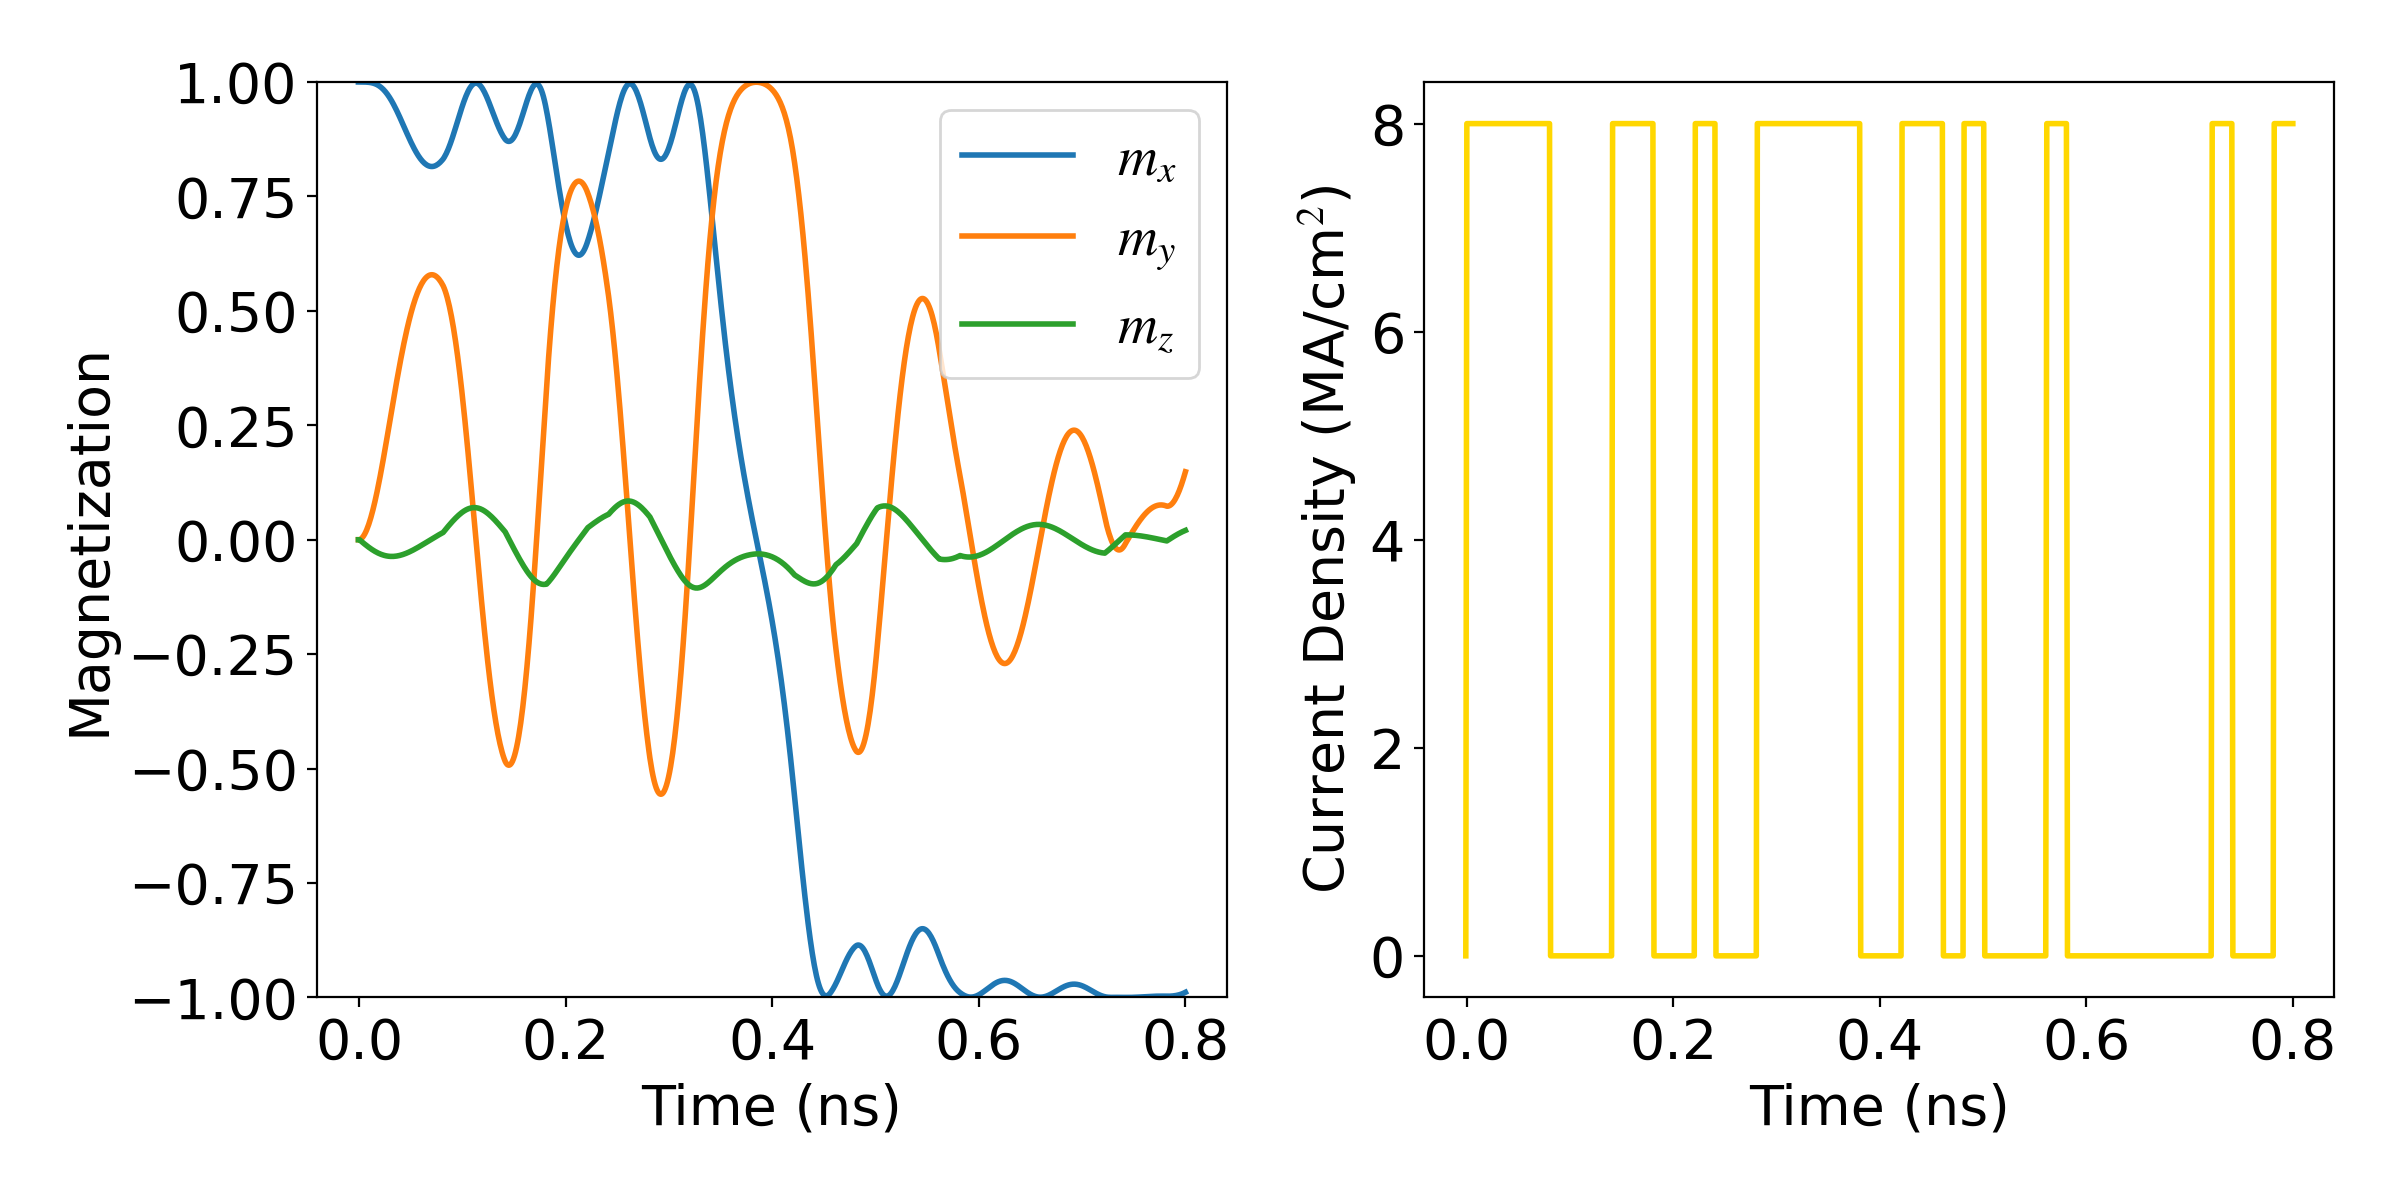 1.00
0.75
0.50
0.25
0.00
−0.25
−0.50
−0.75
−1.00
Magnetization
0.0 0.2 0.4 0.6 0.8
Time (ns)
m_x
m_y
m_z
8
6
4
2
0
Current Density (MA/cm²)
0.0 0.2 0.4 0.6 0.8
Time (ns)